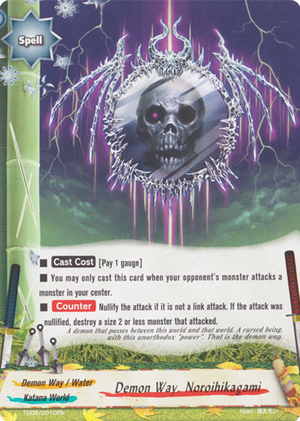 Spell
■ Cast Cost [Pay 1 gauge]
■ You may only cast this card when your opponent's monster attacks a
monster in your center.
■ Counter Nullify the attack if it is not a link attack. If the attack was
nullified, destroy a size 2 or less monster that attacked.
A demon that passes between this world and that world. A cursed being,
with this unorthodox "power". That is the demon way.
Demon Way / Water
Katana World
Demon Way, Noroihikagami